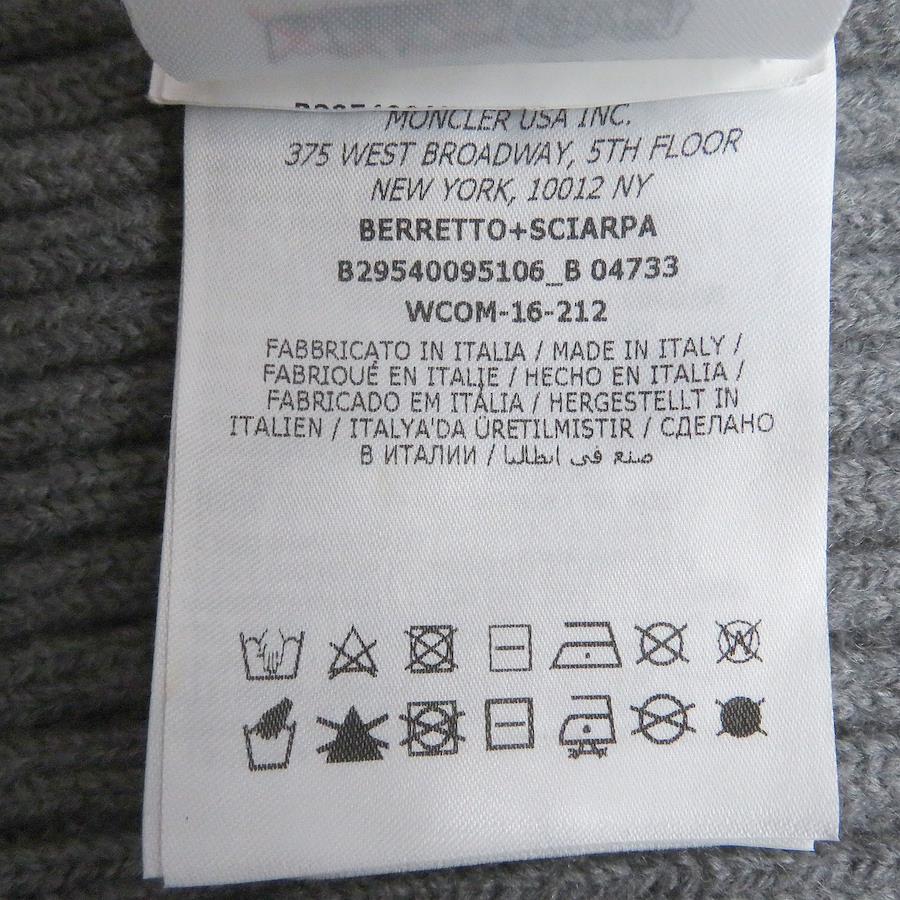 MONCLER USA INC.
375 WEST BROADWAY, 5TH FLOOR
NEW YORK, 10012 NY
BERRETTO+SCIARPA
B29540095106_B 04733
WCOM-16-212
FABBRICATO IN ITALIA / MADE IN ITALY /
FABRIQUÉ EN ITALIE / HECHO EN ITALIA /
FABRICADO EM ITÁLIA / HERGESTELLT IN
ITALIEN / ITALYA'DA ÜRETILMISTIR / СДЕЛАНО
В ИТАЛИИ / صنع في ايطاليا